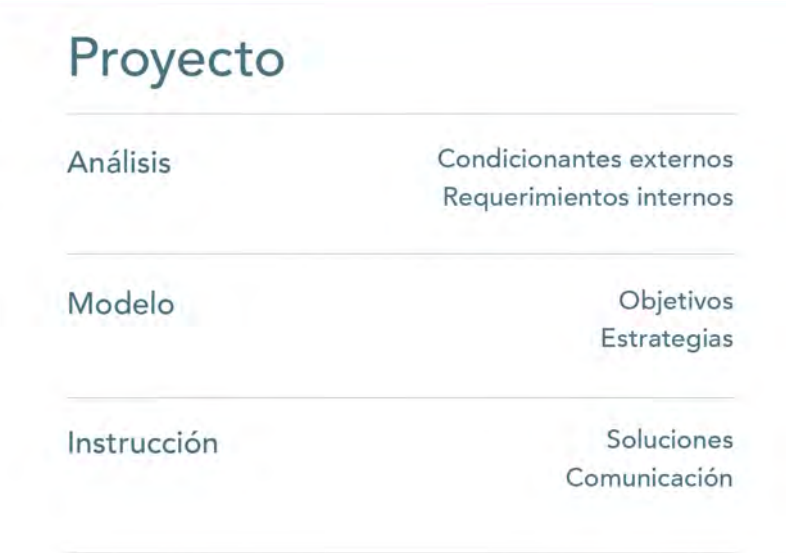 Proyecto
Análisis
Condicionantes externos
Requerimientos internos
Modelo
Objetivos
Estrategias
Instrucción
Soluciones
Comunicación